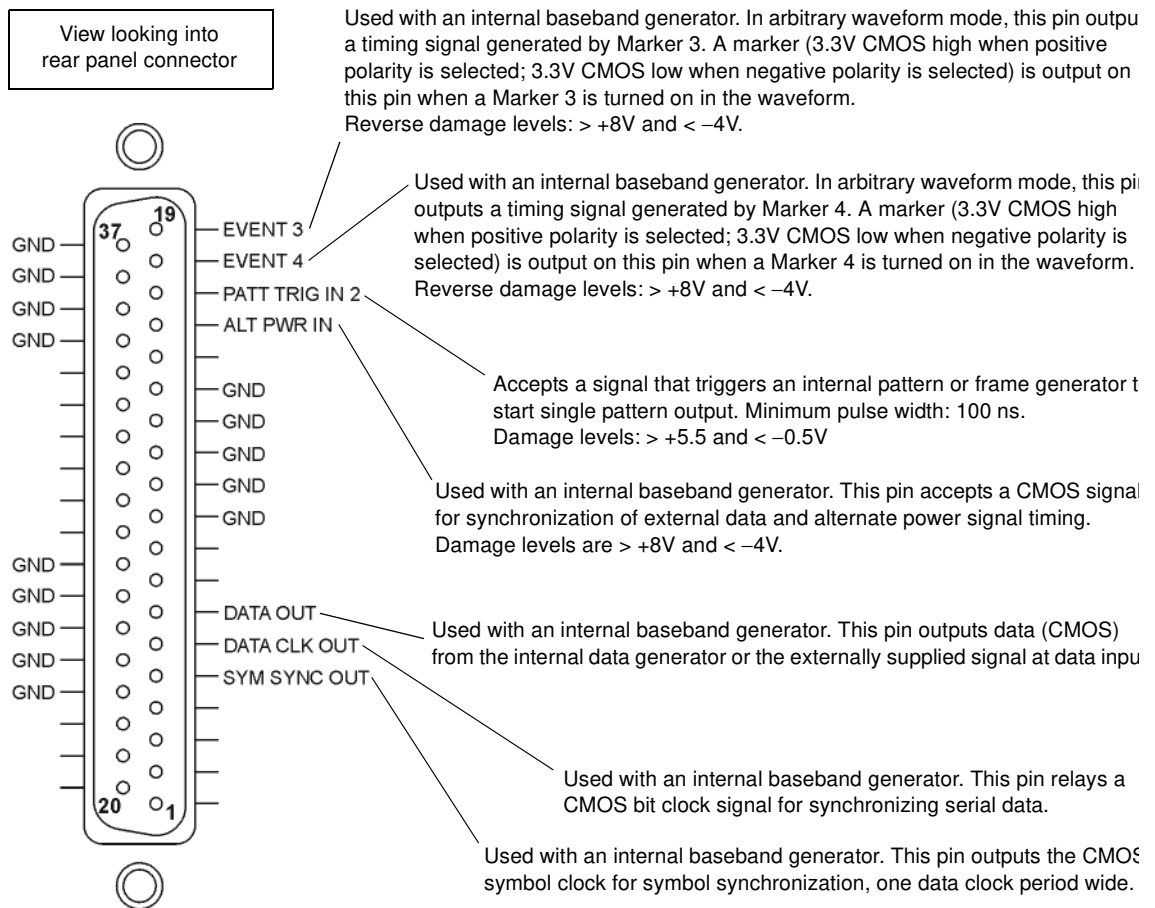 View looking into
rear panel connector
Used with an internal baseband generator. In arbitrary waveform mode, this pin outpu
a timing signal generated by Marker 3. A marker (3.3V CMOS high when positive
polarity is selected; 3.3V CMOS low when negative polarity is selected) is output on
this pin when a Marker 3 is turned on in the waveform.
Reverse damage levels: > +8V and < −4V.
Used with an internal baseband generator. In arbitrary waveform mode, this pin
outputs a timing signal generated by Marker 4. A marker (3.3V CMOS high
when positive polarity is selected; 3.3V CMOS low when negative polarity is
selected) is output on this pin when a Marker 4 is turned on in the waveform.
Reverse damage levels: > +8V and < −4V.
Accepts a signal that triggers an internal pattern or frame generator t
start single pattern output. Minimum pulse width: 100 ns.
Damage levels: > +5.5 and < −0.5V
Used with an internal baseband generator. This pin accepts a CMOS signal
for synchronization of external data and alternate power signal timing.
Damage levels are > +8V and < −4V.
Used with an internal baseband generator. This pin outputs data (CMOS)
from the internal data generator or the externally supplied signal at data inpu
Used with an internal baseband generator. This pin relays a
CMOS bit clock signal for synchronizing serial data.
Used with an internal baseband generator. This pin outputs the CMOS
symbol clock for symbol synchronization, one data clock period wide.
37
19
20
1
GND
GND
GND
GND
GND
GND
GND
GND
GND
EVENT 3
EVENT 4
PATT TRIG IN 2
ALT PWR IN
GND
GND
GND
GND
GND
DATA OUT
DATA CLK OUT
SYM SYNC OUT